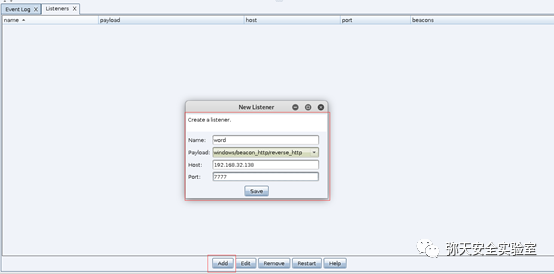 Event Log X Listeners X
name payload host port beacons
New Listener
Create a listener.
Name: word
Payload: windows/beacon_http/reverse_http
Host: 192.168.32.138
Port: 7777
Save
Add Edit Remove Restart Help
弥天安全实验室